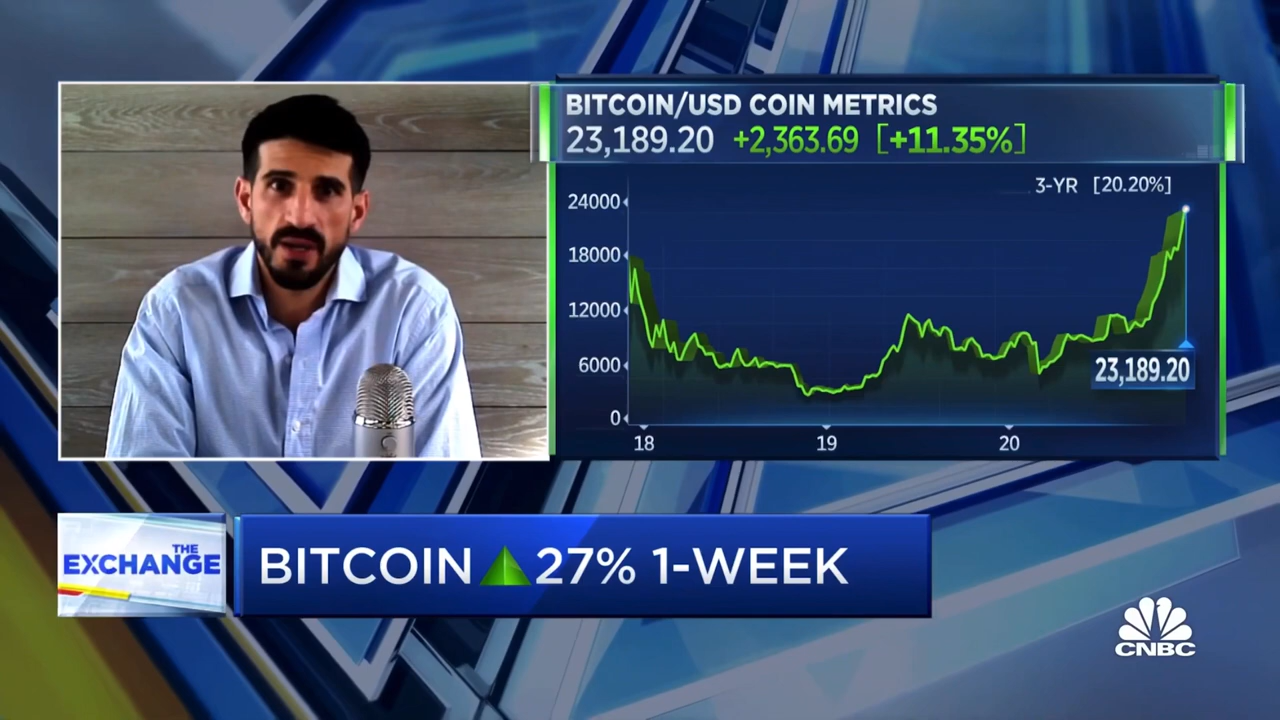 BITCOIN/USD COIN METRICS
23,189.20 +2,363.69 [+11.35%]
3-YR [20.20%]
24000
18000
12000
6000
0
23,189.20
18 19 20
THE
EXCHANGE
BITCOIN ▲ 27% 1-WEEK
CNBC